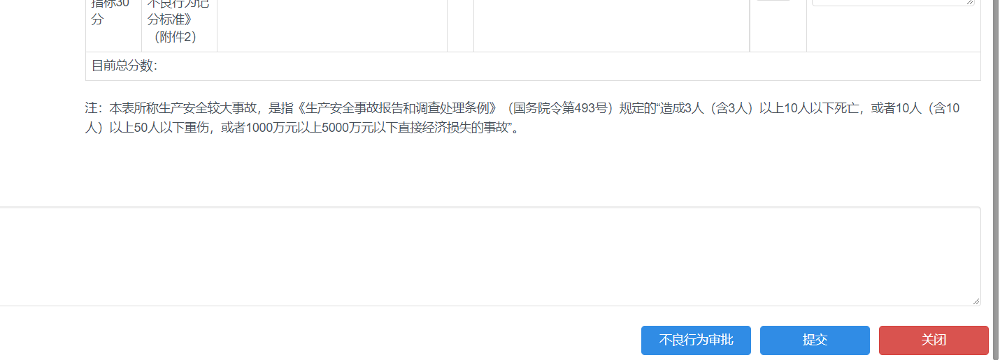 指标30
分
不良行为记
分标准》
（附件2）
目前总分数：
注：本表所称生产安全较大事故，是指《生产安全事故报告和调查处理条例》（国务院令第493号）规定的“造成3人（含3人）以上10人以下死亡，或者10人（含10
人）以上50人以下重伤，或者1000万元以上5000万元以下直接经济损失的事故”。
不良行为审批 提交 关闭